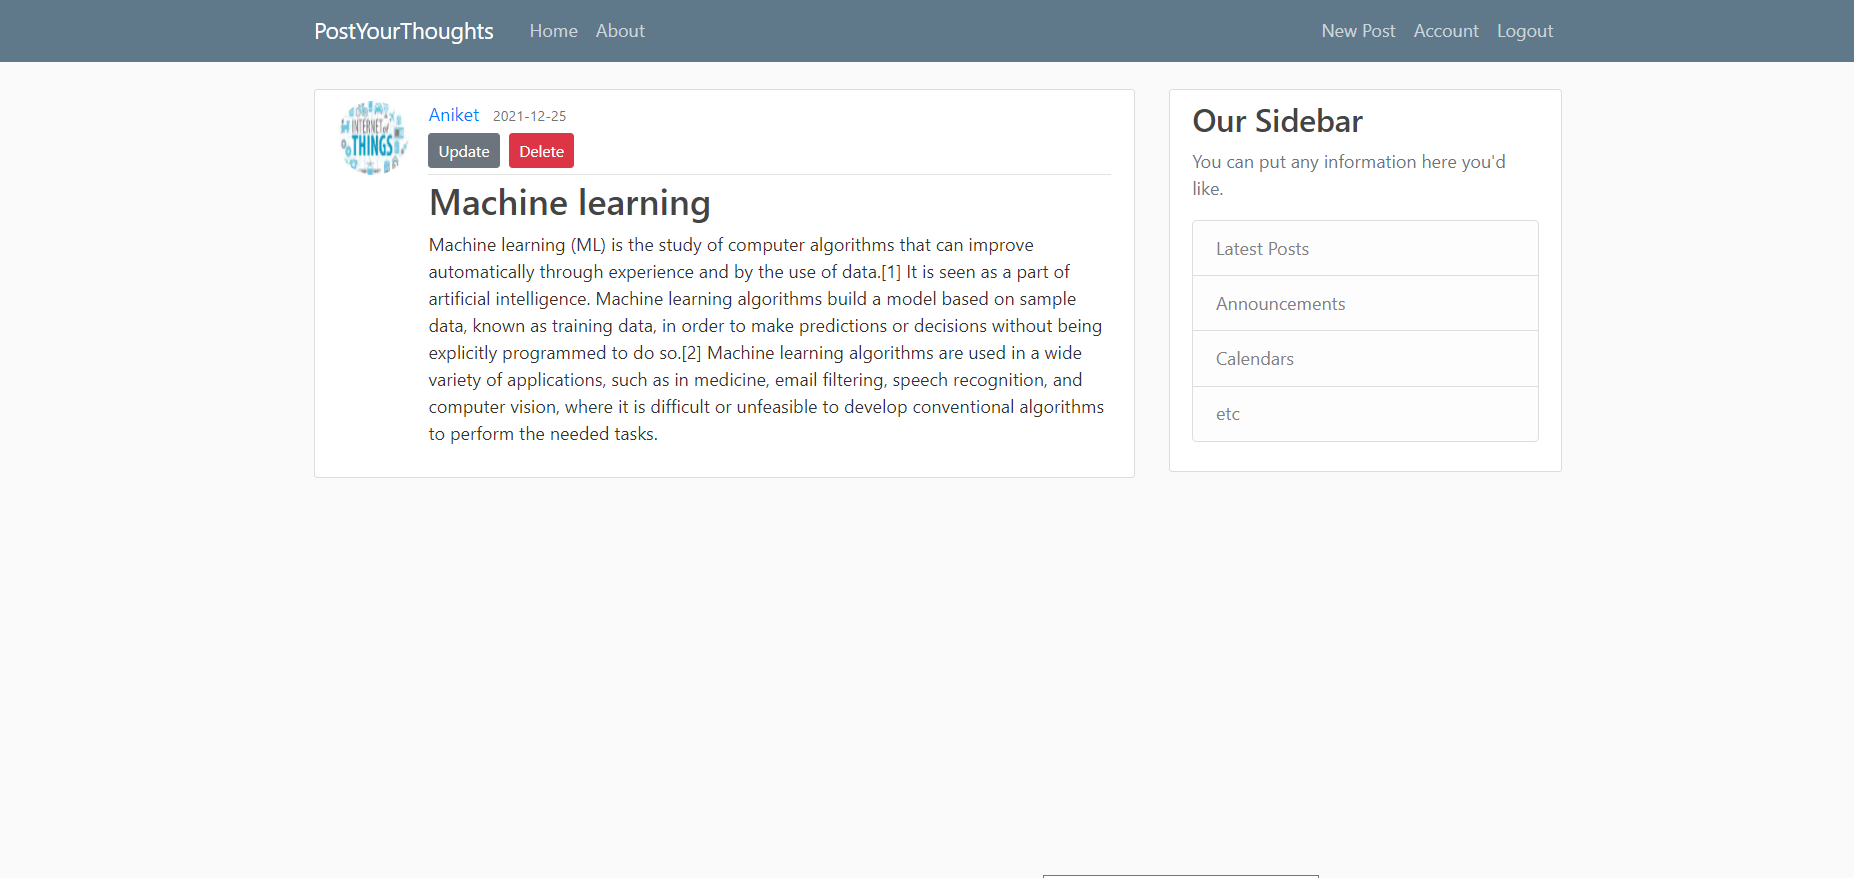 PostYourThoughts Home About New Post Account Logout
INTERNET of
THINGS
Aniket 2021-12-25
Update Delete
Machine learning
Machine learning (ML) is the study of computer algorithms that can improve
automatically through experience and by the use of data.[1] It is seen as a part of
artificial intelligence. Machine learning algorithms build a model based on sample
data, known as training data, in order to make predictions or decisions without being
explicitly programmed to do so.[2] Machine learning algorithms are used in a wide
variety of applications, such as in medicine, email filtering, speech recognition, and
computer vision, where it is difficult or unfeasible to develop conventional algorithms
to perform the needed tasks.
Our Sidebar
You can put any information here you'd
like.
Latest Posts
Announcements
Calendars
etc